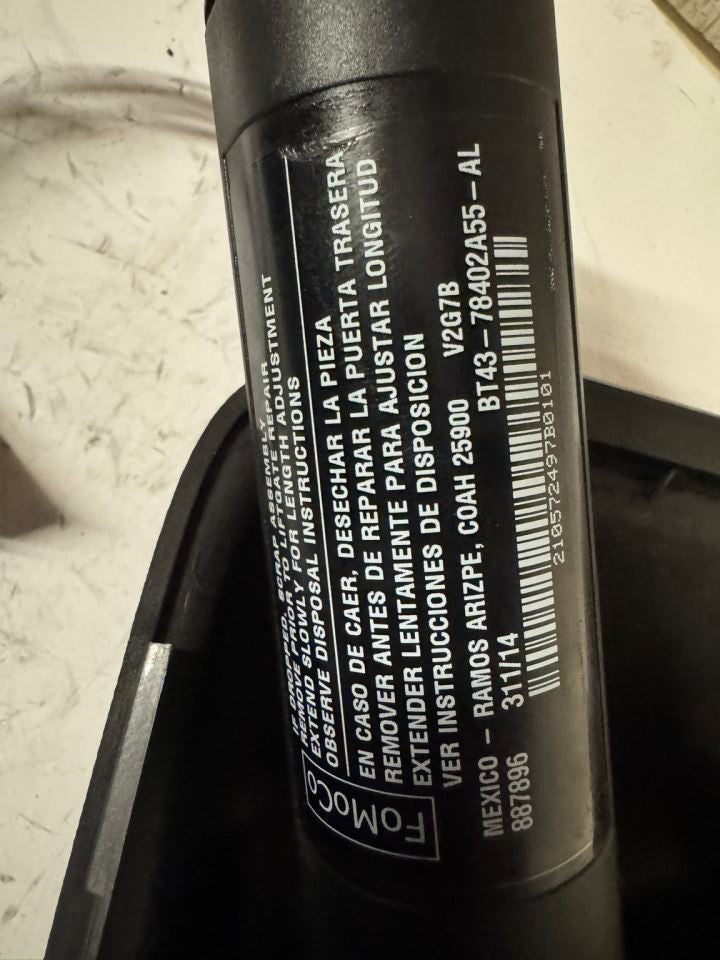 IF DROPPED, SCRAP ASSEMBLY
REMOVE PRIOR TO LIFTGATE REPAIR
EXTEND SLOWLY FOR LENGTH ADJUSTMENT
OBSERVE DISPOSAL INSTRUCTIONS
EN CASO DE CAER, DESECHAR LA PIEZA
REMOVER ANTES DE REPARAR LA PUERTA TRASERA
EXTENDER LENTAMENTE PARA AJUSTAR LONGITUD
VER INSTRUCCIONES DE DISPOSICION
FoMoCo
MEXICO - RAMOS ARIZPE, COAH 25900 V2G7B
887896 311/14 BT43-78402A55-AL
210572497B0101